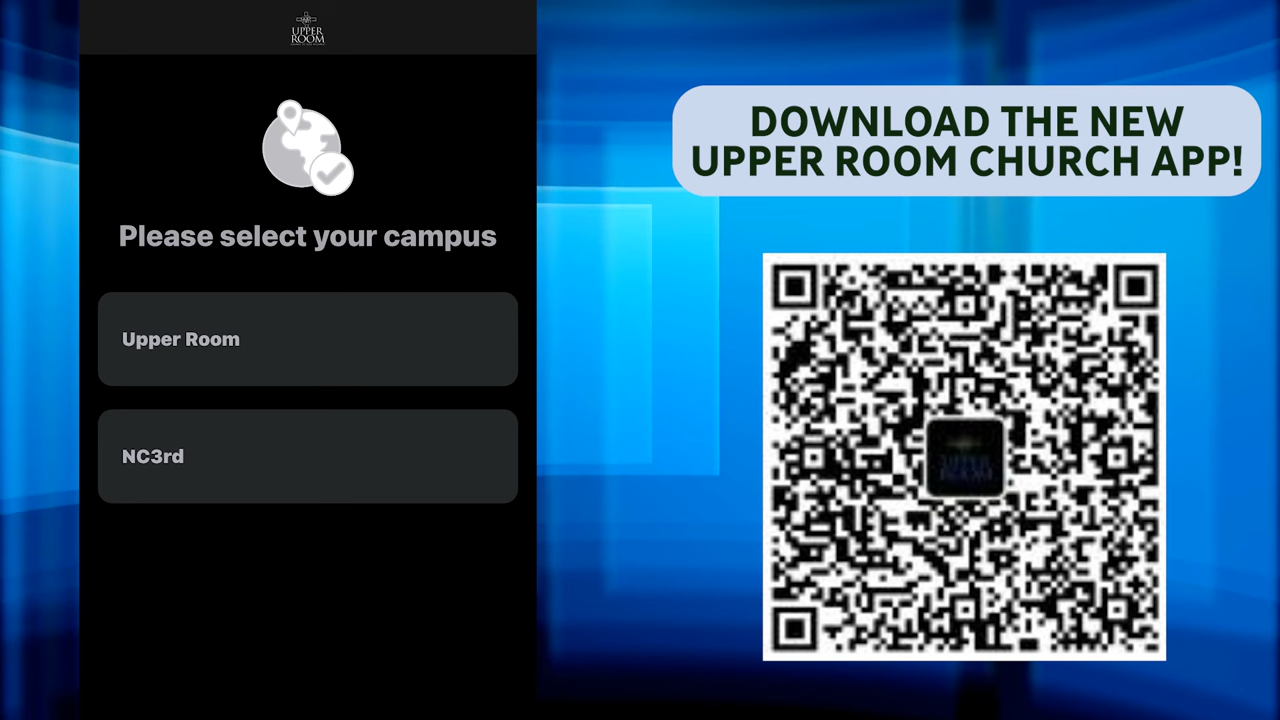 UPPER
ROOM
Please select your campus
Upper Room
NC3rd
DOWNLOAD THE NEW
UPPER ROOM CHURCH APP!